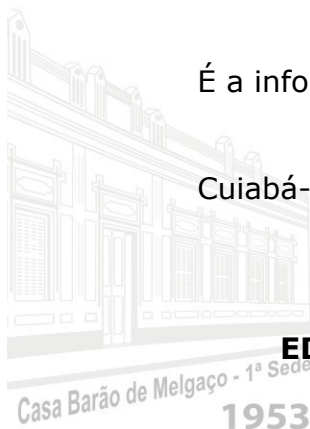 É a info
Cuiabá-
ED
Casa Barão de Melgaço - 1ª Sede
1953